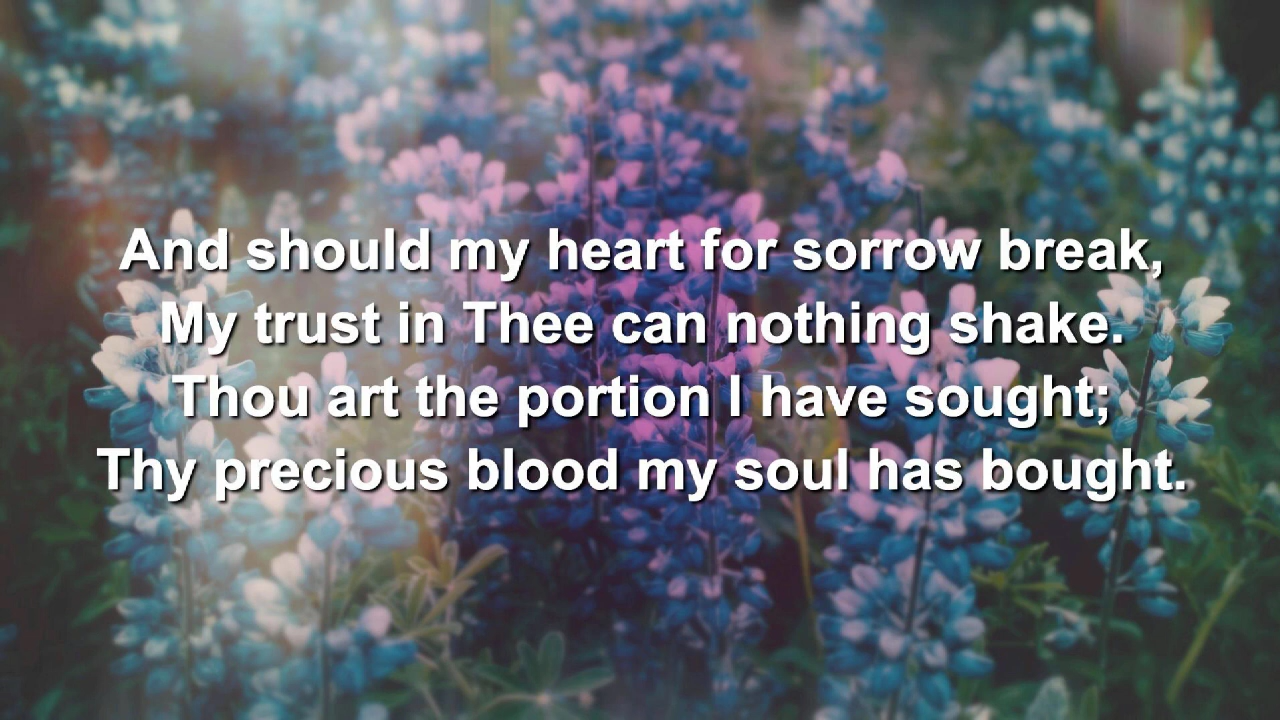 And should my heart for sorrow break,
My trust in Thee can nothing shake.
Thou art the portion I have sought;
Thy precious blood my soul has bought.